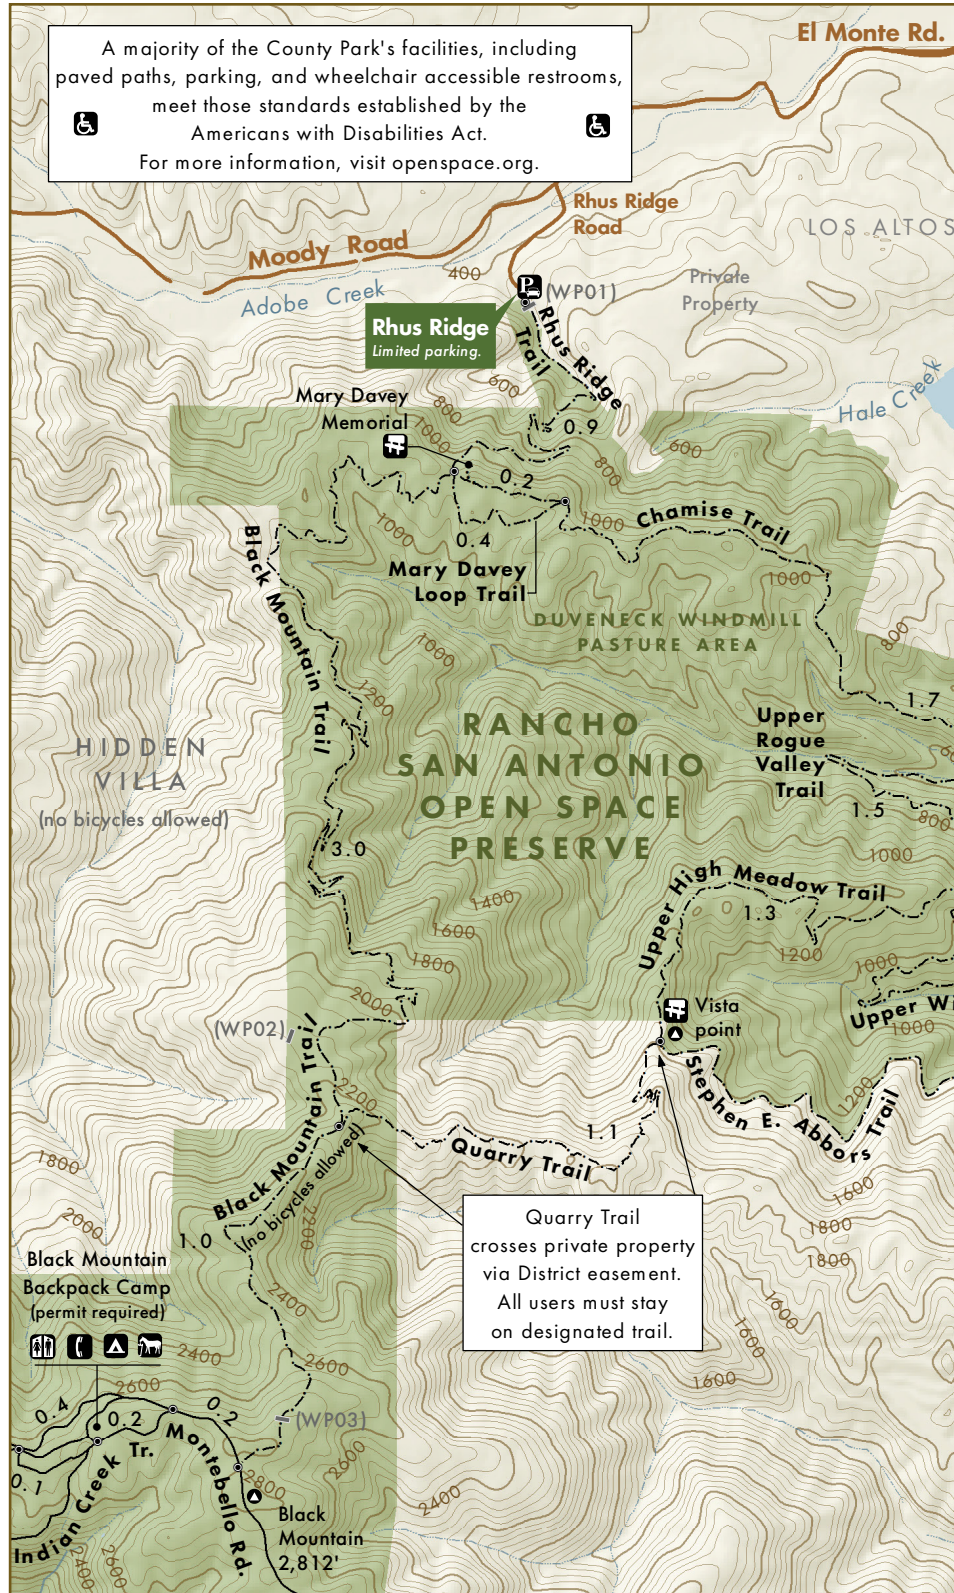 El Monte Rd.
A majority of the County Park's facilities, including
paved paths, parking, and wheelchair accessible restrooms,
meet those standards established by the
Americans with Disabilities Act.
For more information, visit openspace.org.
Rhus Ridge
Road
LOS ALTOS
Moody Road
400
Adobe Creek
Private
Property
P
(WP01)
Rhus Ridge
Limited parking.
Rhus Ridge
Trail
600
Mary Davey
Memorial
800
1000
Hale Creek
0.9
600
800
0.2
1000
1000
Chamise Trail
0.4
Mary Davey
Loop Trail
1000
Black Mountain Trail
DUVENECK WINDMILL
PASTURE AREA
1000
800
1200
1.7
Upper
Rogue
Valley
Trail
RANCHO
SAN ANTONIO
OPEN SPACE
PRESERVE
HIDDEN
VILLA
(no bicycles allowed)
1.5
800
3.0
1000
Upper High Meadow Trail
1400
1.3
1600
1200
1800
1000
2000
Vista
point
Upper Wi
1000
(WP02)
Black Mountain Trail
2200
Stephen E. Abbors Trail
1200
1.1
Quarry Trail
1800
Black Mountain Trail
(no bicycles allowed)
2200
1600
2000
1.0
Quarry Trail
crosses private property
via District easement.
All users must stay
on designated trail.
1800
1800
Black Mountain
Backpack Camp
(permit required)
2400
1600
1600
2400
2600
1600
2600
0.4
0.2
0.2
(WP03)
Indian Creek Tr.
Montebello Rd.
0.1
2600
2800
2400
Black
Mountain
2,812'
2400
2600